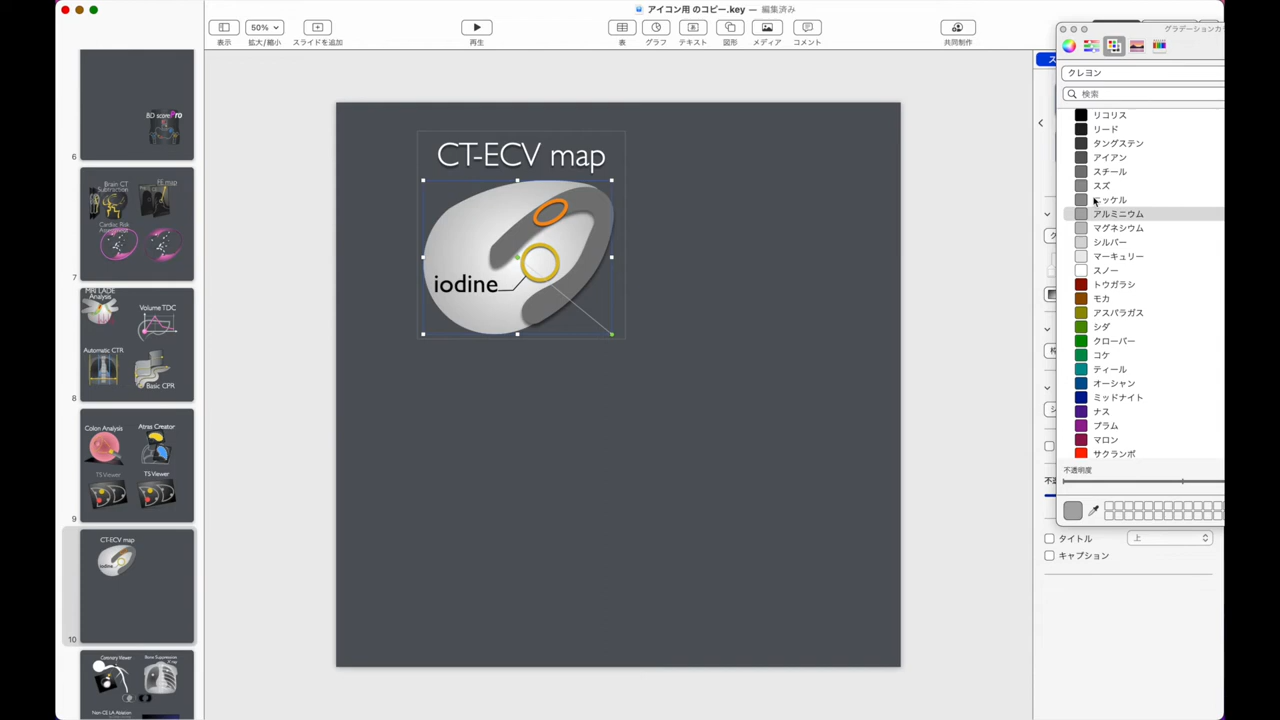 アイコン用 のコピー.key — 編集済み
50%
表示
拡大/縮小
スライドを追加
再生
表
グラフ
テキスト
図形
メディア
コメント
共同制作
BD scorePro
6
Brain CT
Subtraction
Cardiac Risk
7
MRI LADE
Analysis
Volume TDC
Automatic CTR
Basic CPR
8
Colon Analysis
Atras Creator
TS Viewer
TS Viewer
9
CT-ECV map
iodine
10
Coronary Viewer
Bone Suppression
X-ray
Non-CE LA Ablation
CT-ECV map
iodine
グラデーションカ
クレヨン
検索
リコリス
リード
タングステン
アイアン
スチール
スズ
ニッケル
アルミニウム
マグネシウム
シルバー
マーキュリー
スノー
トウガラシ
モカ
アスパラガス
シダ
クローバー
コケ
ティール
オーシャン
ミッドナイト
ナス
プラム
マロン
サクランボ
不透明度
タイトル
上
キャプション